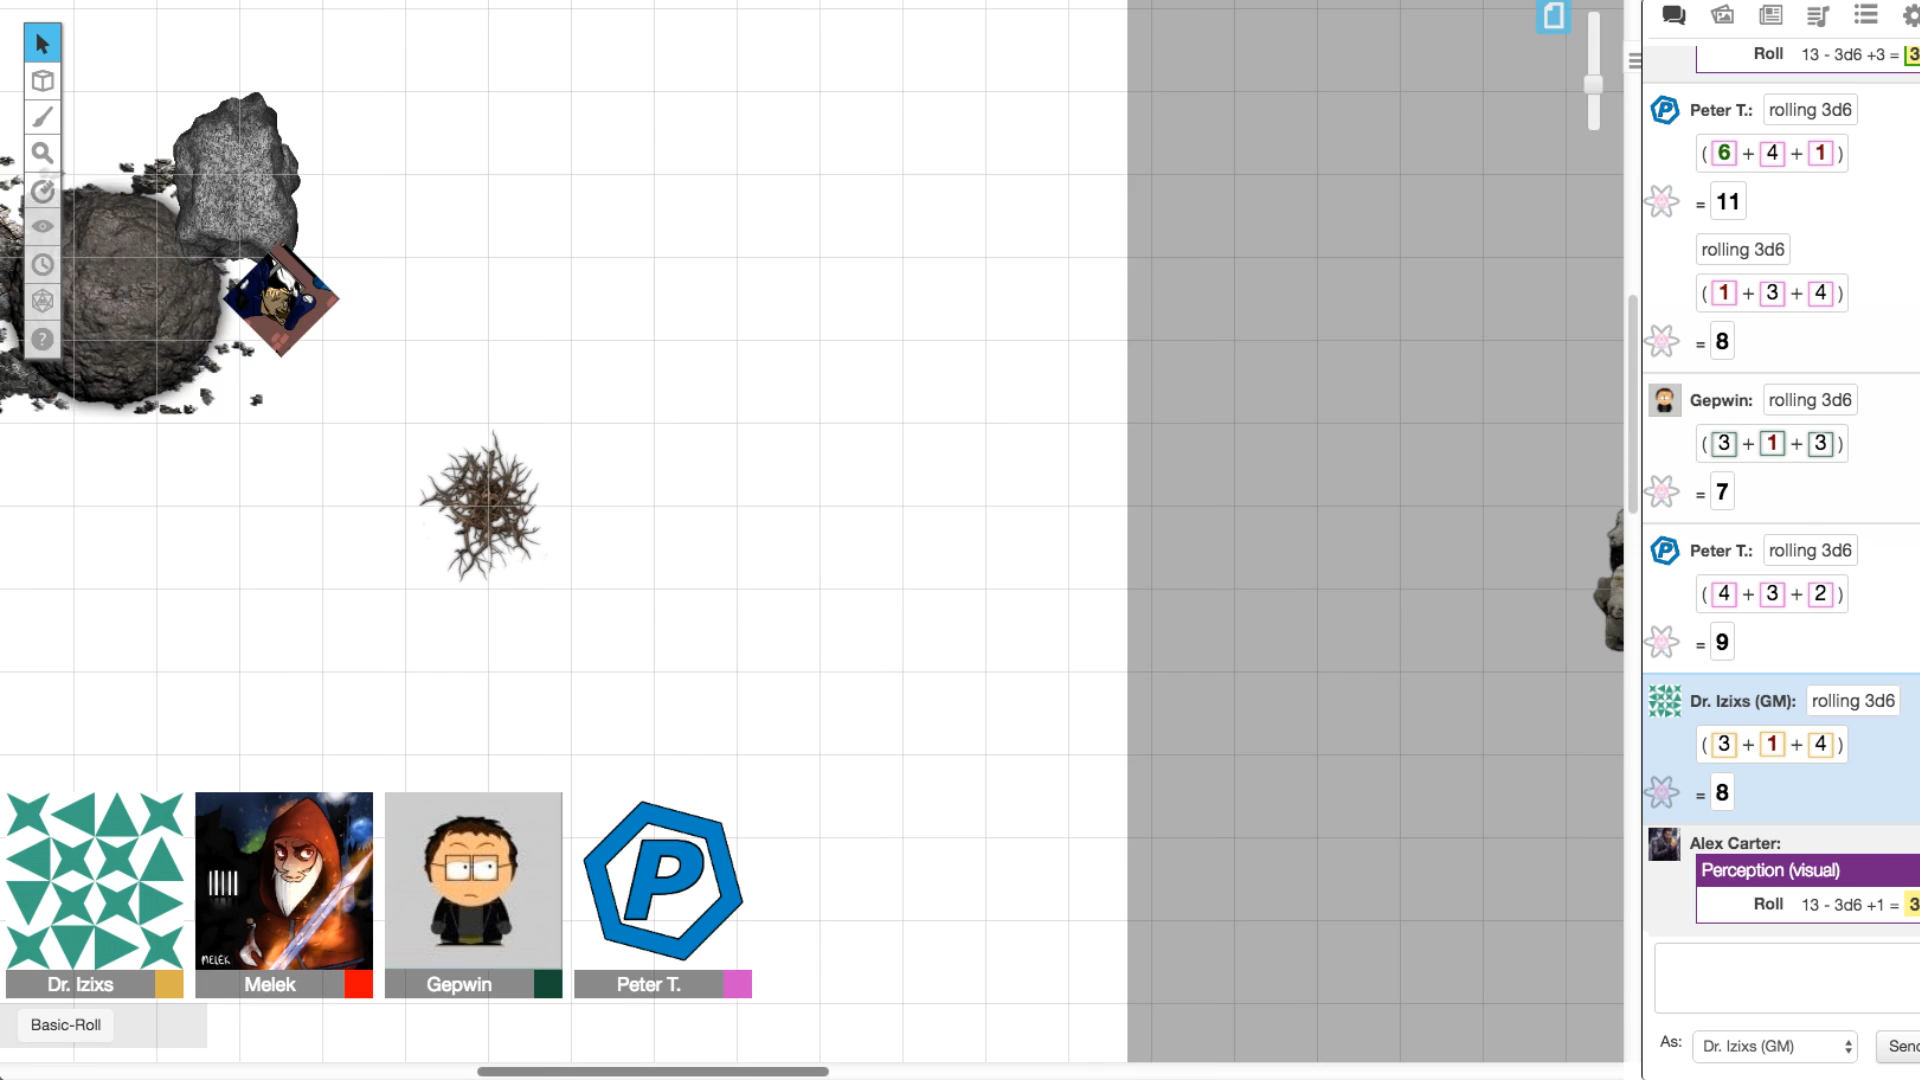 Roll 13 - 3d6 +3 = 3
Peter T.: rolling 3d6
( 6 + 4 + 1 )
= 11
rolling 3d6
( 1 + 3 + 4 )
= 8
Gepwin: rolling 3d6
( 3 + 1 + 3 )
= 7
Peter T.: rolling 3d6
( 4 + 3 + 2 )
= 9
Dr. Izixs (GM): rolling 3d6
( 3 + 1 + 4 )
= 8
Alex Carter:
Perception (visual)
Roll 13 - 3d6 +1 = 3
MELEK
P
Dr. Izixs
Melek
Gepwin
Peter T.
Basic-Roll
As: Dr. Izixs (GM) Send